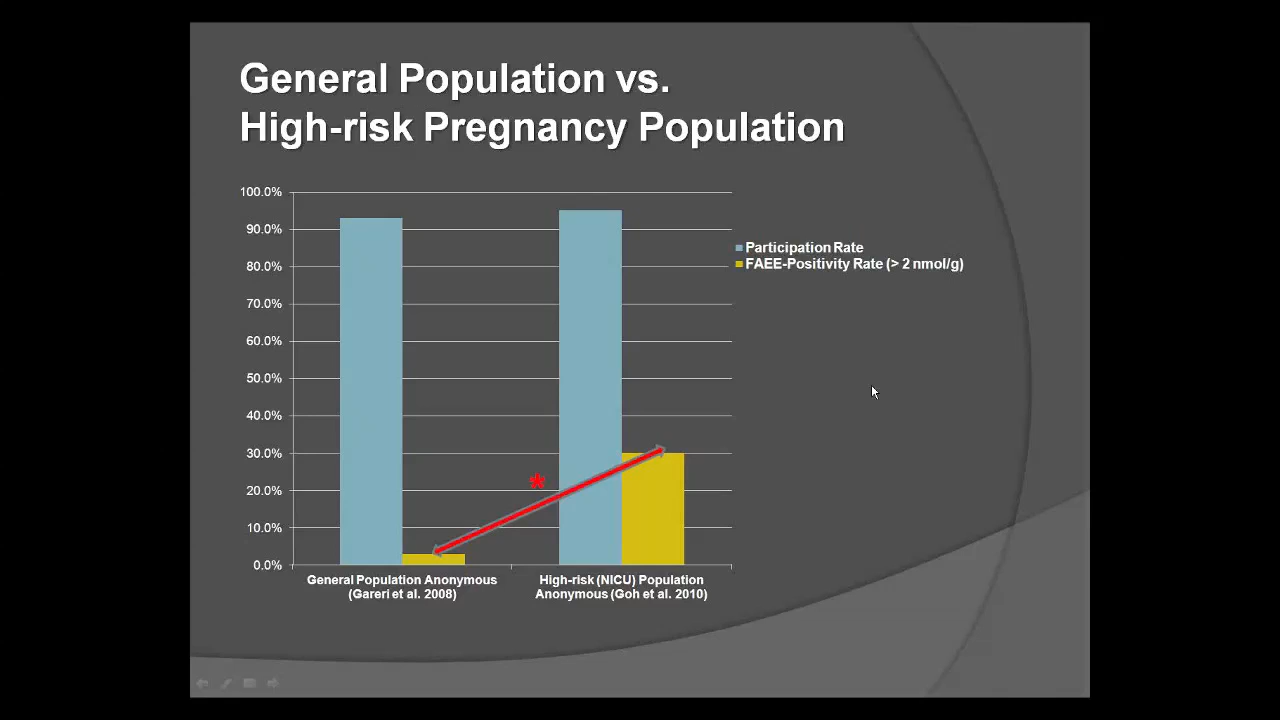 General Population vs.
High-risk Pregnancy Population
100.0%
90.0%
80.0%
70.0%
60.0%
50.0%
40.0%
30.0%
20.0%
10.0%
0.0%
*
Participation Rate
FAEE-Positivity Rate (> 2 nmol/g)
General Population Anonymous
(Gareri et al. 2008)
High-risk (NICU) Population
Anonymous (Goh et al. 2010)